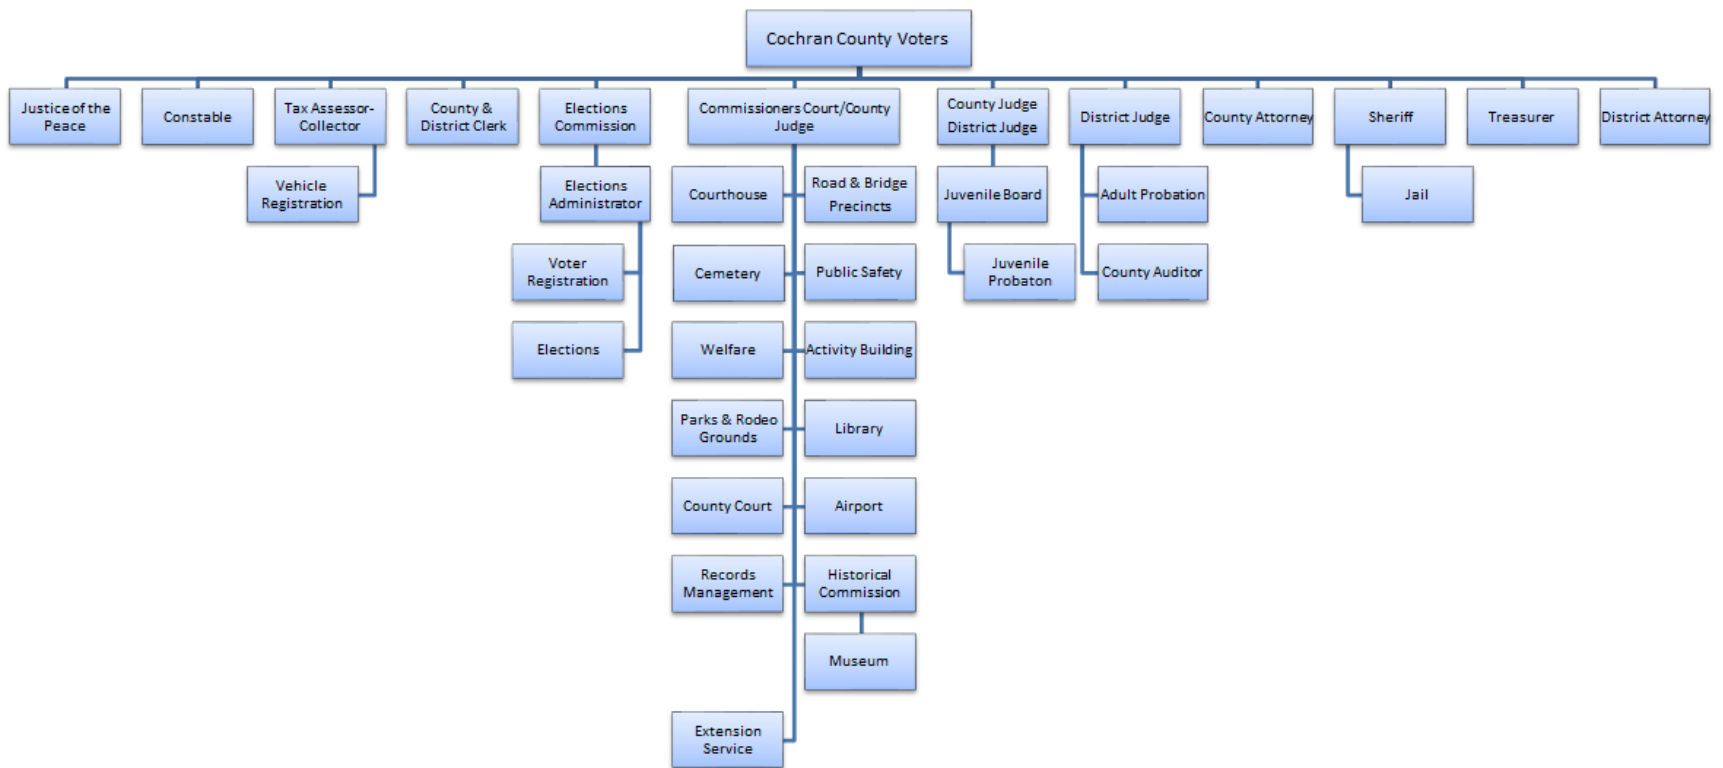 Cochran County Voters
Justice of the
Peace
Constable
Tax Assessor-
Collector
County &
District Clerk
Elections
Commission
Commissioners Court/County
Judge
County Judge
District Judge
District Judge
County Attorney
Sheriff
Treasurer
District Attorney
Vehicle
Registration
Elections
Administrator
Courthouse
Road & Bridge
Precincts
Juvenile Board
Adult Probation
Jail
Voter
Registration
Cemetery
Public Safety
Juvenile
Probaton
County Auditor
Elections
Welfare
Activity Building
Parks & Rodeo
Grounds
Library
County Court
Airport
Records
Management
Historical
Commission
Museum
Extension
Service